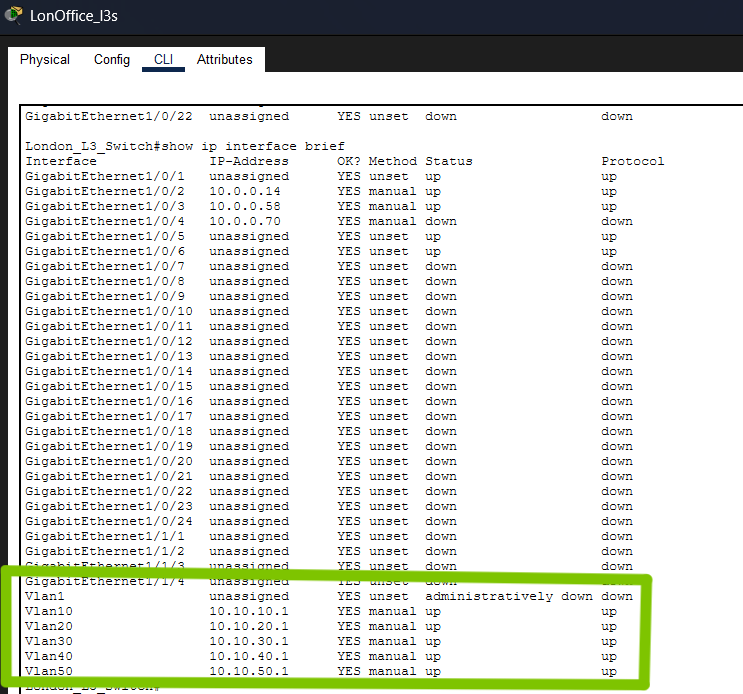 LonOffice_l3s
Physical Config CLI Attributes
GigabitEthernet1/0/22 unassigned YES unset down down
London_L3_Switch#show ip interface brief
Interface IP-Address OK? Method Status Protocol
GigabitEthernet1/0/1 unassigned YES unset up up
GigabitEthernet1/0/2 10.0.0.14 YES manual up up
GigabitEthernet1/0/3 10.0.0.58 YES manual up up
GigabitEthernet1/0/4 10.0.0.70 YES manual down down
GigabitEthernet1/0/5 unassigned YES unset up up
GigabitEthernet1/0/6 unassigned YES unset up up
GigabitEthernet1/0/7 unassigned YES unset down down
GigabitEthernet1/0/8 unassigned YES unset down down
GigabitEthernet1/0/9 unassigned YES unset down down
GigabitEthernet1/0/10 unassigned YES unset down down
GigabitEthernet1/0/11 unassigned YES unset down down
GigabitEthernet1/0/12 unassigned YES unset down down
GigabitEthernet1/0/13 unassigned YES unset down down
GigabitEthernet1/0/14 unassigned YES unset down down
GigabitEthernet1/0/15 unassigned YES unset down down
GigabitEthernet1/0/16 unassigned YES unset down down
GigabitEthernet1/0/17 unassigned YES unset down down
GigabitEthernet1/0/18 unassigned YES unset down down
GigabitEthernet1/0/19 unassigned YES unset down down
GigabitEthernet1/0/20 unassigned YES unset down down
GigabitEthernet1/0/21 unassigned YES unset down down
GigabitEthernet1/0/22 unassigned YES unset down down
GigabitEthernet1/0/23 unassigned YES unset down down
GigabitEthernet1/0/24 unassigned YES unset down down
GigabitEthernet1/1/1 unassigned YES unset down down
GigabitEthernet1/1/2 unassigned YES unset down down
GigabitEthernet1/1/3 unassigned YES unset down down
GigabitEthernet1/1/4 unassigned YES unset down down
Vlan1 unassigned YES unset administratively down down
Vlan10 10.10.10.1 YES manual up up
Vlan20 10.10.20.1 YES manual up up
Vlan30 10.10.30.1 YES manual up up
Vlan40 10.10.40.1 YES manual up up
Vlan50 10.10.50.1 YES manual up up
London_L3_Switch#